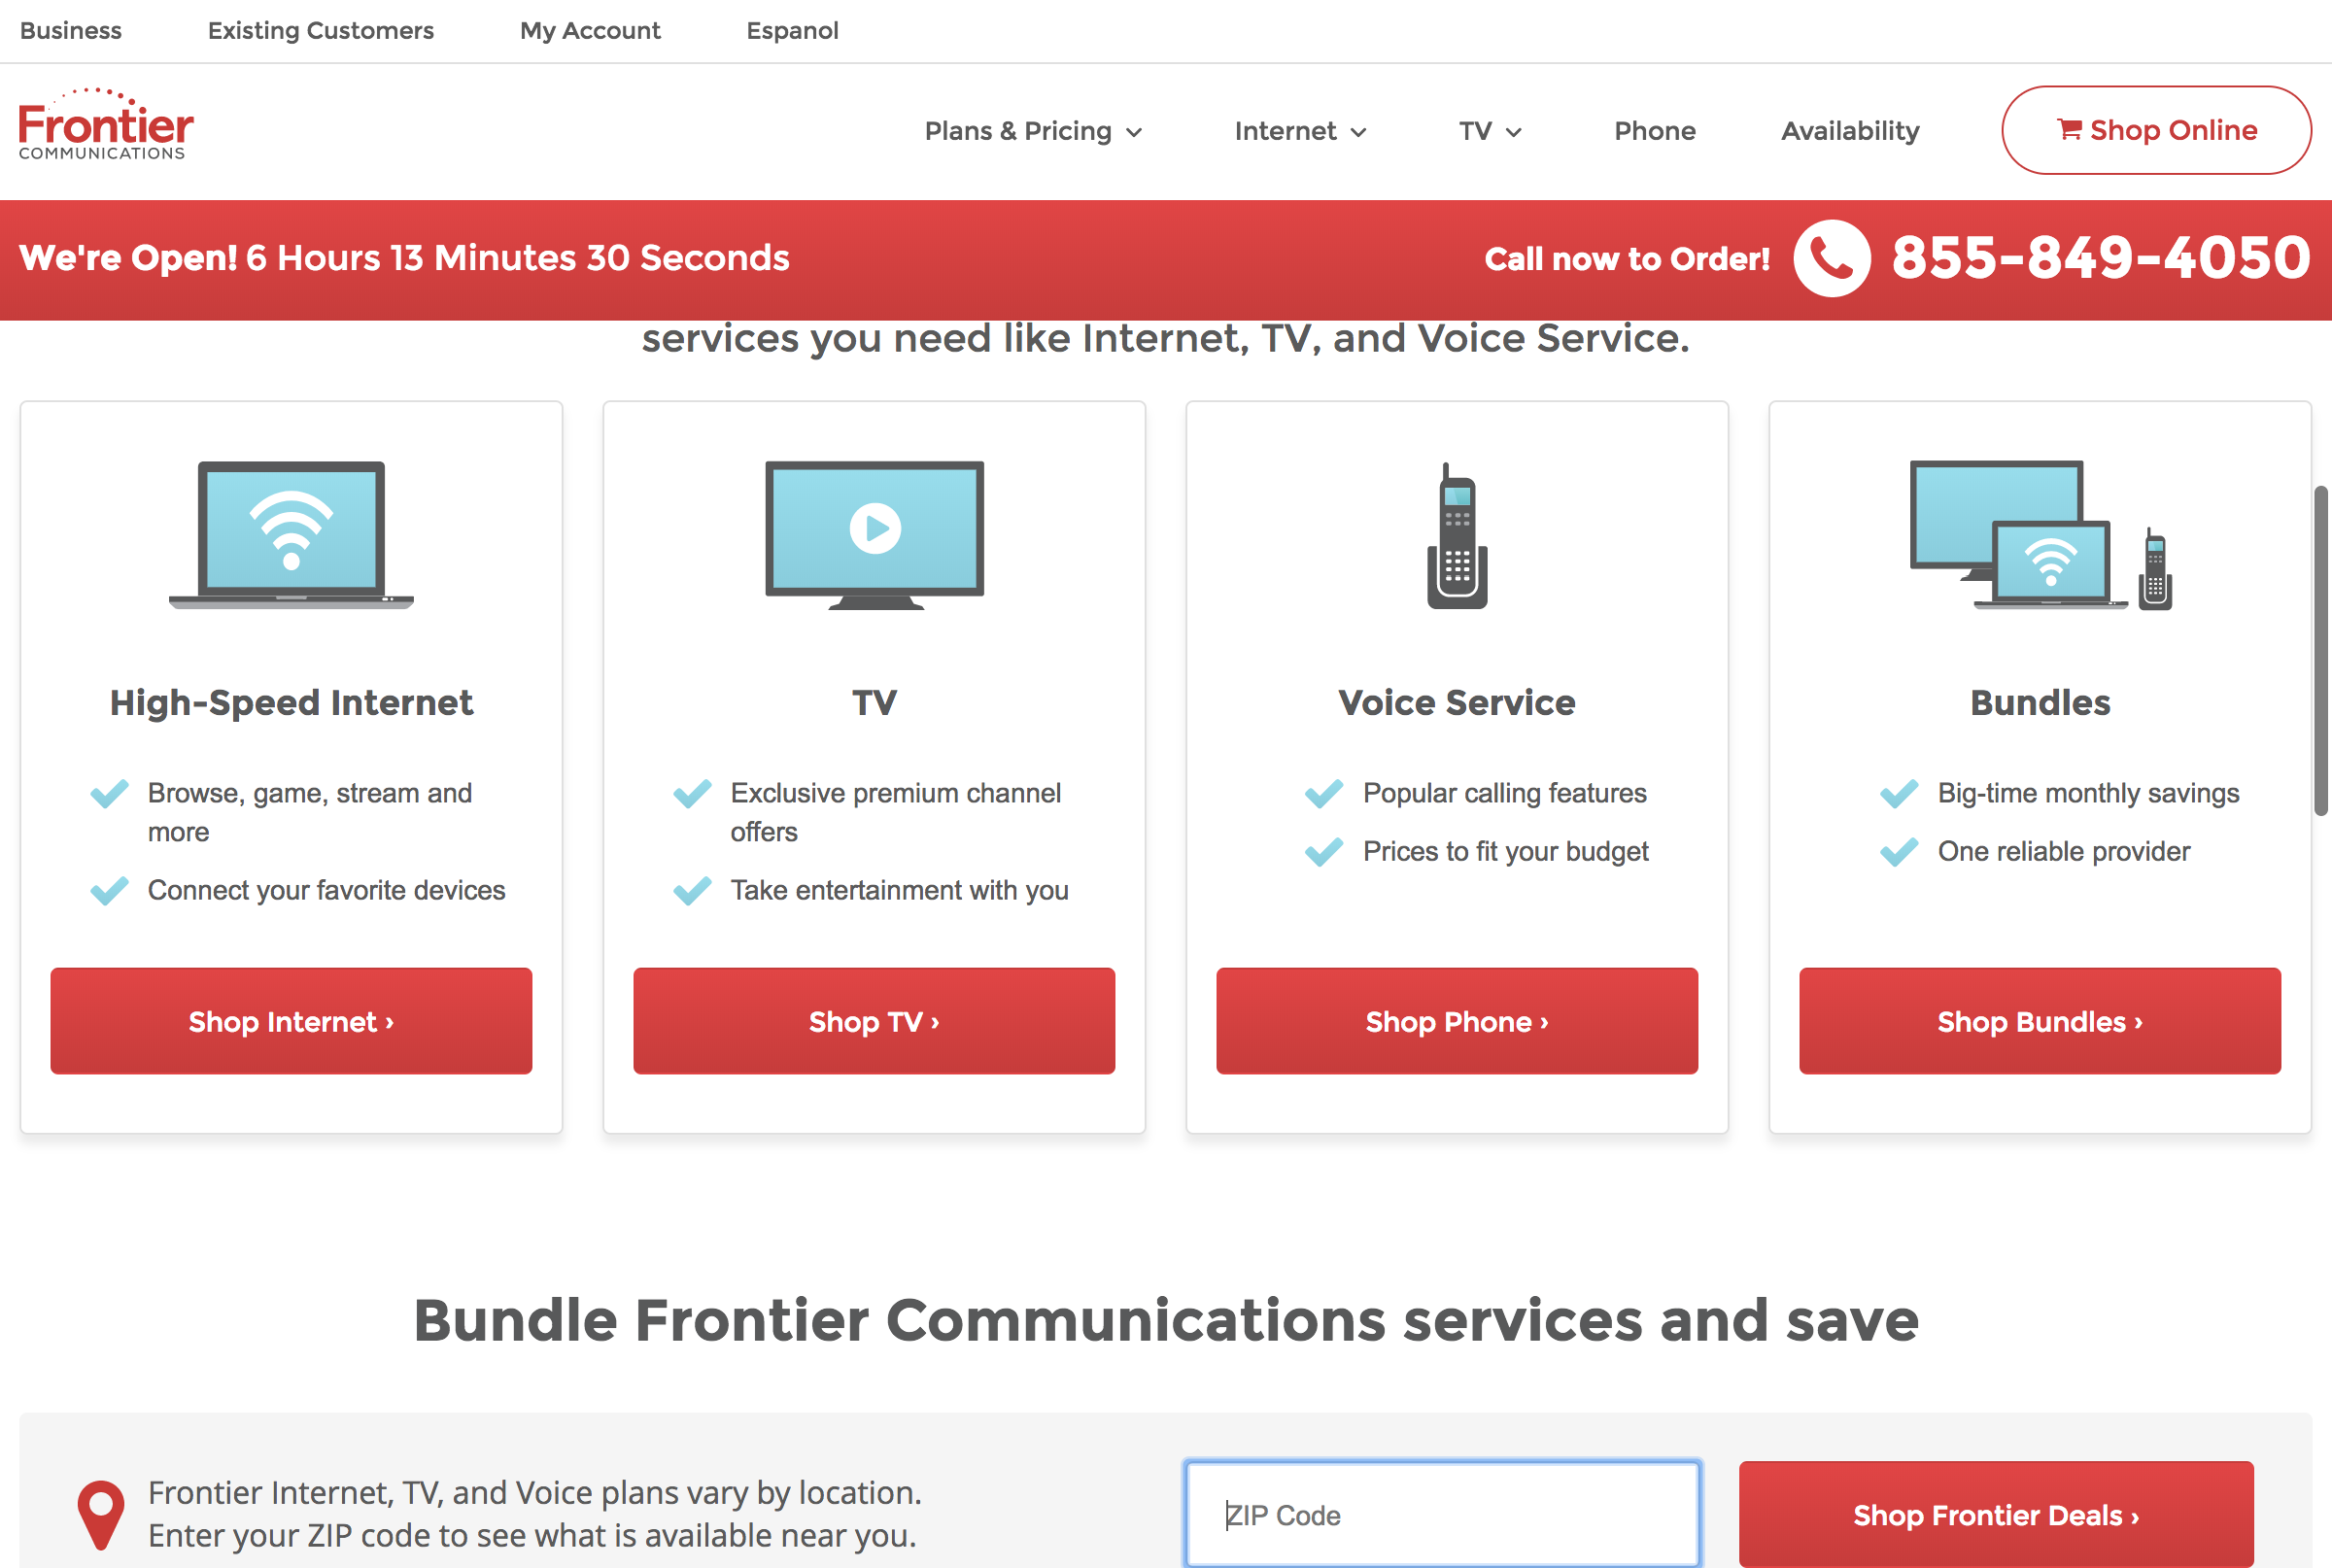 Business Existing Customers My Account Espanol
Frontier
COMMUNICATIONS
Plans & Pricing Internet TV Phone Availability Shop Online
We're Open! 6 Hours 13 Minutes 30 Seconds
Call now to Order! 855-849-4050
services you need like Internet, TV, and Voice Service.
High-Speed Internet
Browse, game, stream and
more
Connect your favorite devices
Shop Internet ›
TV
Exclusive premium channel
offers
Take entertainment with you
Shop TV ›
Voice Service
Popular calling features
Prices to fit your budget
Shop Phone ›
Bundles
Big-time monthly savings
One reliable provider
Shop Bundles ›
Bundle Frontier Communications services and save
Frontier Internet, TV, and Voice plans vary by location.
Enter your ZIP code to see what is available near you.
ZIP Code
Shop Frontier Deals ›